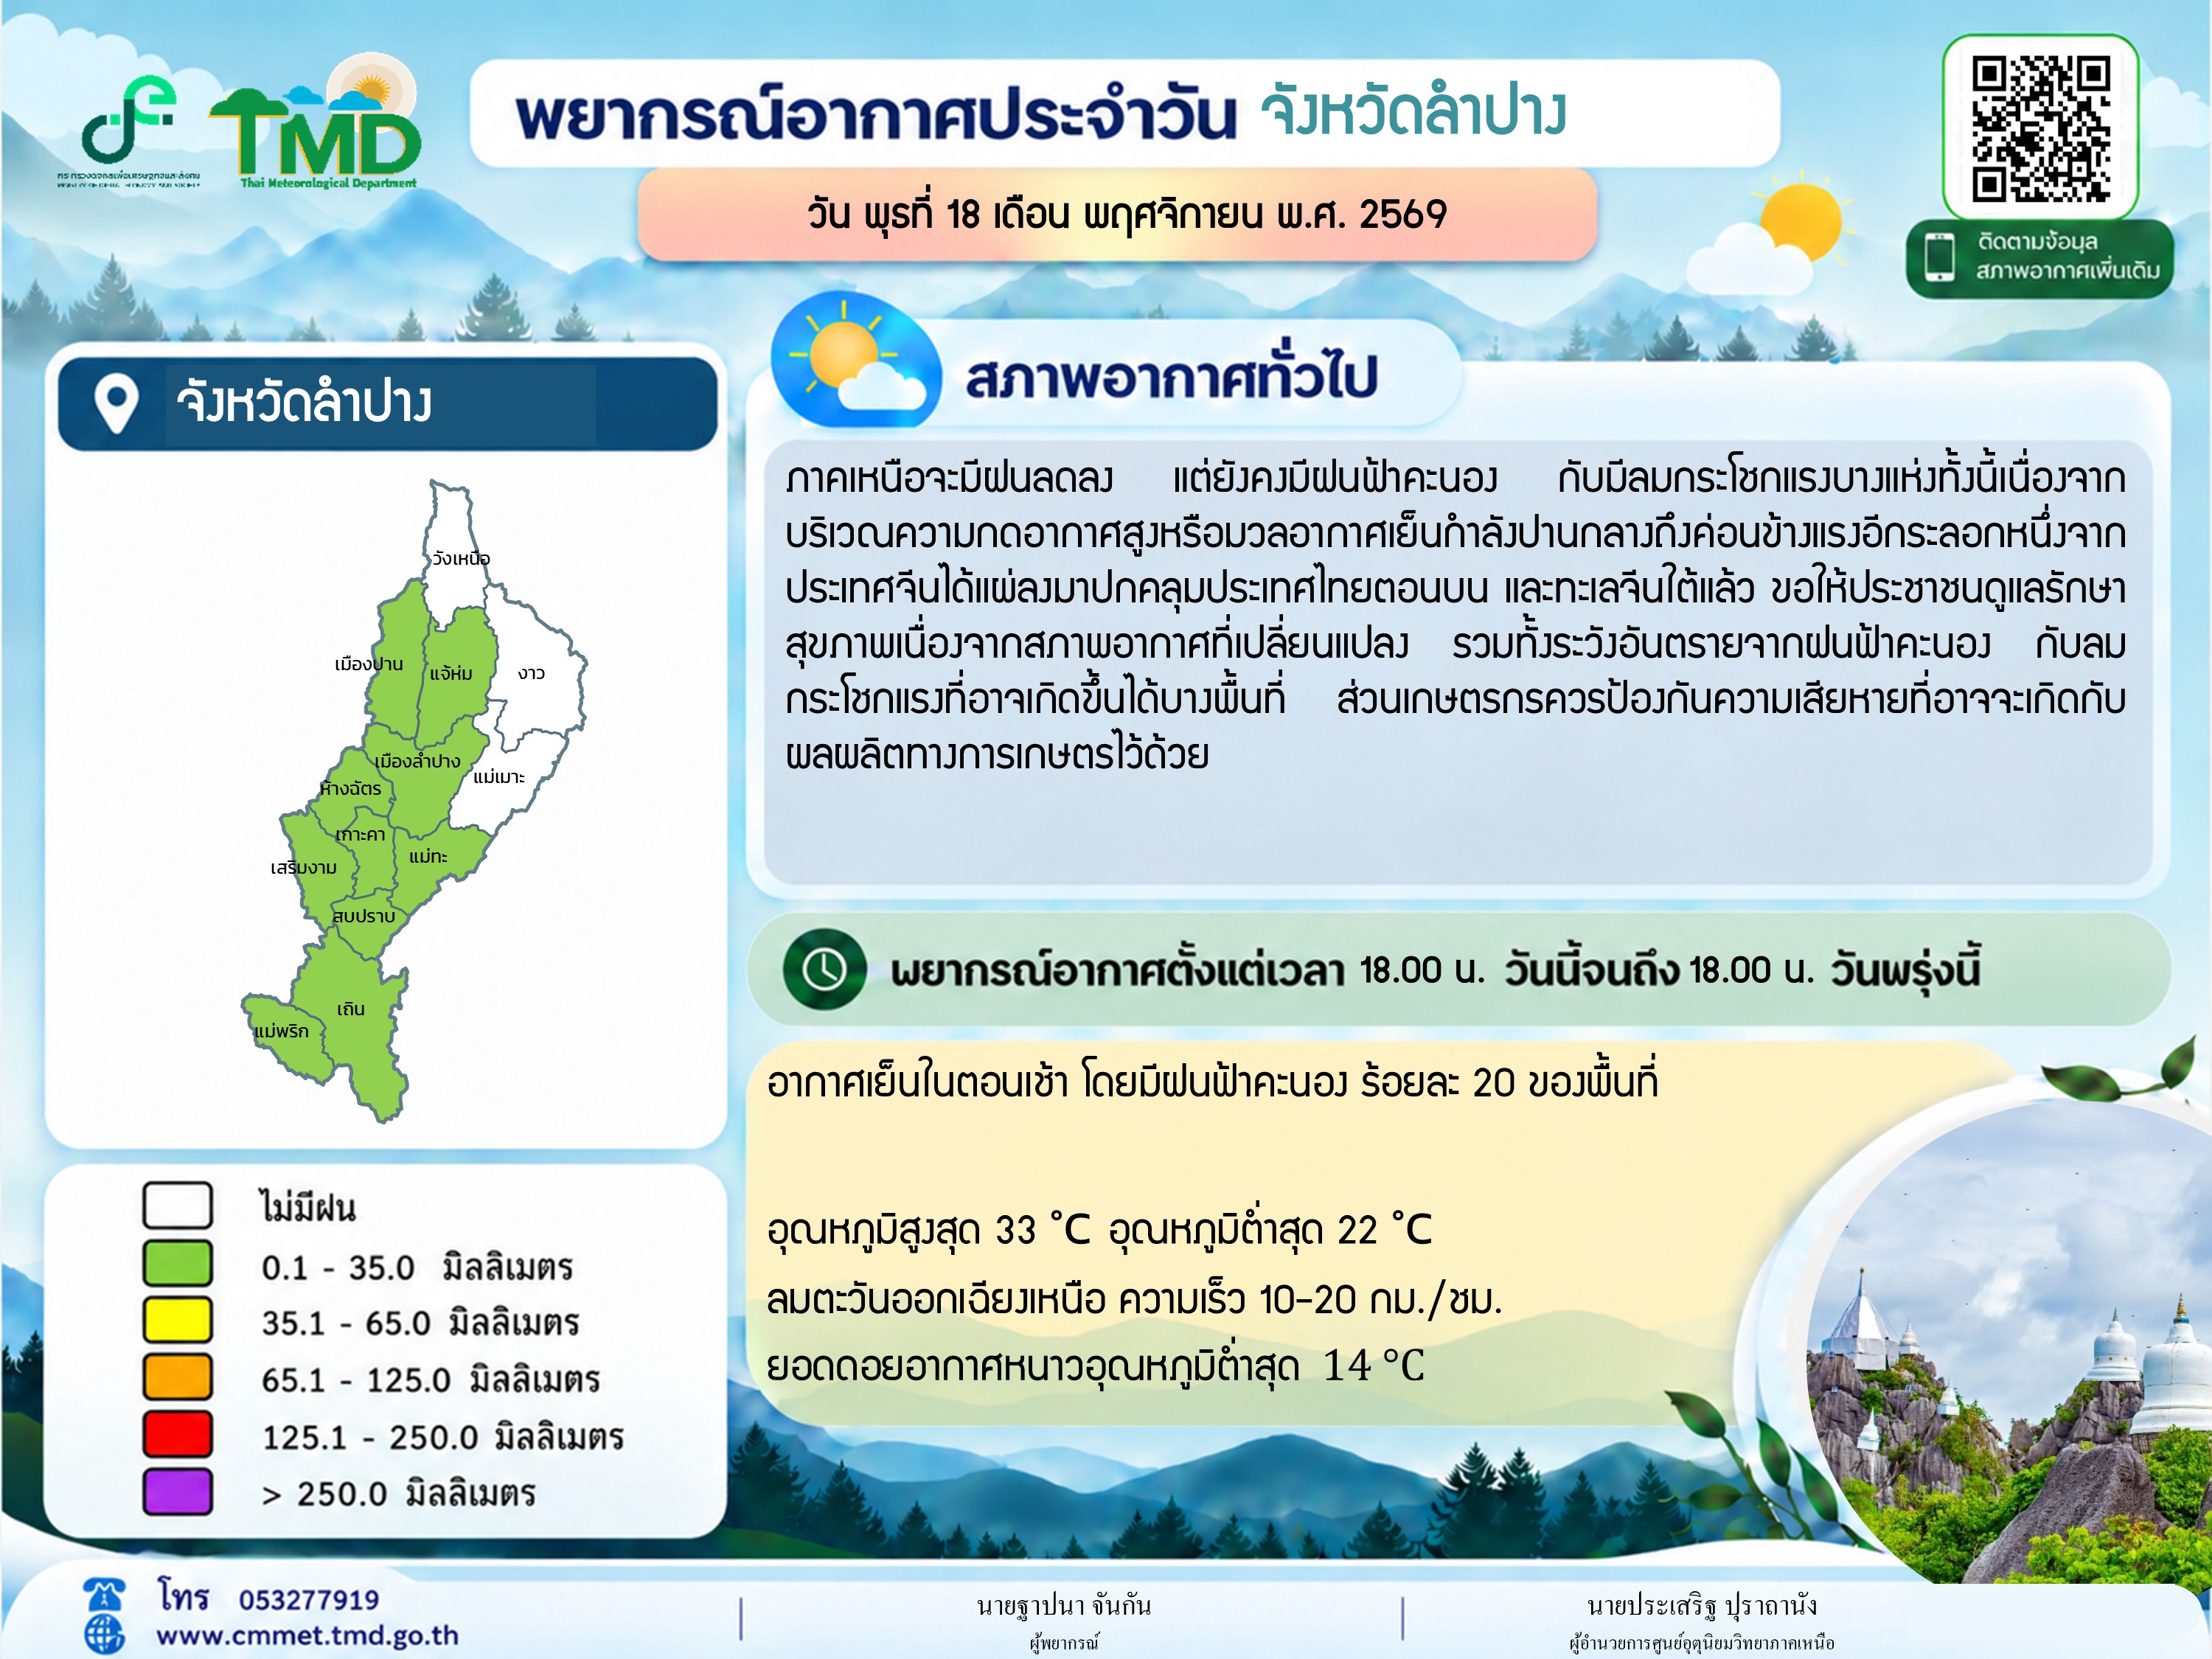 พยากรณ์อากาศประจำวัน จังหวัดลำปาง
วัน พุธที่ 18 เดือน พฤศจิกายน พ.ศ. 2569
TMD
Thai Meteorological Department
ติดตามข้อมูล
สภาพอากาศเพิ่มเติม
จังหวัดลำปาง
วังเหนือ
เมืองปาน
แจ้ห่ม
งาว
เมืองลำปาง
แม่เมาะ
ห้างฉัตร
เกาะคา
แม่ทะ
เสริมงาม
สบปราบ
เถิน
แม่พริก
ไม่มีฝน
0.1 - 35.0 มิลลิเมตร
35.1 - 65.0 มิลลิเมตร
65.1 - 125.0 มิลลิเมตร
125.1 - 250.0 มิลลิเมตร
> 250.0 มิลลิเมตร
สภาพอากาศทั่วไป
ภาคเหนือจะมีฝนลดลง แต่ยังคงมีฝนฟ้าคะนอง กับมีลมกระโชกแรงบางแห่งทั้งนี้เนื่องจาก
บริเวณความกดอากาศสูงหรือมวลอากาศเย็นกำลังปานกลางถึงค่อนข้างแรงอีกระลอกหนึ่งจาก
ประเทศจีนได้แผ่ลงมาปกคลุมประเทศไทยตอนบน และทะเลจีนใต้แล้ว ขอให้ประชาชนดูแลรักษา
สุขภาพเนื่องจากสภาพอากาศที่เปลี่ยนแปลง รวมทั้งระวังอันตรายจากฝนฟ้าคะนอง กับลม
กระโชกแรงที่อาจเกิดขึ้นได้บางพื้นที่ ส่วนเกษตรกรควรป้องกันความเสียหายที่อาจจะเกิดกับ
ผลผลิตทางการเกษตรไว้ด้วย
พยากรณ์อากาศตั้งแต่เวลา 18.00 น. วันนี้จนถึง 18.00 น. วันพรุ่งนี้
อากาศเย็นในตอนเช้า โดยมีฝนฟ้าคะนอง ร้อยละ 20 ของพื้นที่
อุณหภูมิสูงสุด 33 °C อุณหภูมิต่ำสุด 22 °C
ลมตะวันออกเฉียงเหนือ ความเร็ว 10-20 กม./ชม.
ยอดดอยอากาศหนาวอุณหภูมิต่ำสุด 14 °C
โทร 053277919
www.cmmet.tmd.go.th
นายฐาปนา จันกัน
ผู้พยากรณ์
นายประเสริฐ ปุราถานัง
ผู้อำนวยการศูนย์อุตุนิยมวิทยาภาคเหนือ